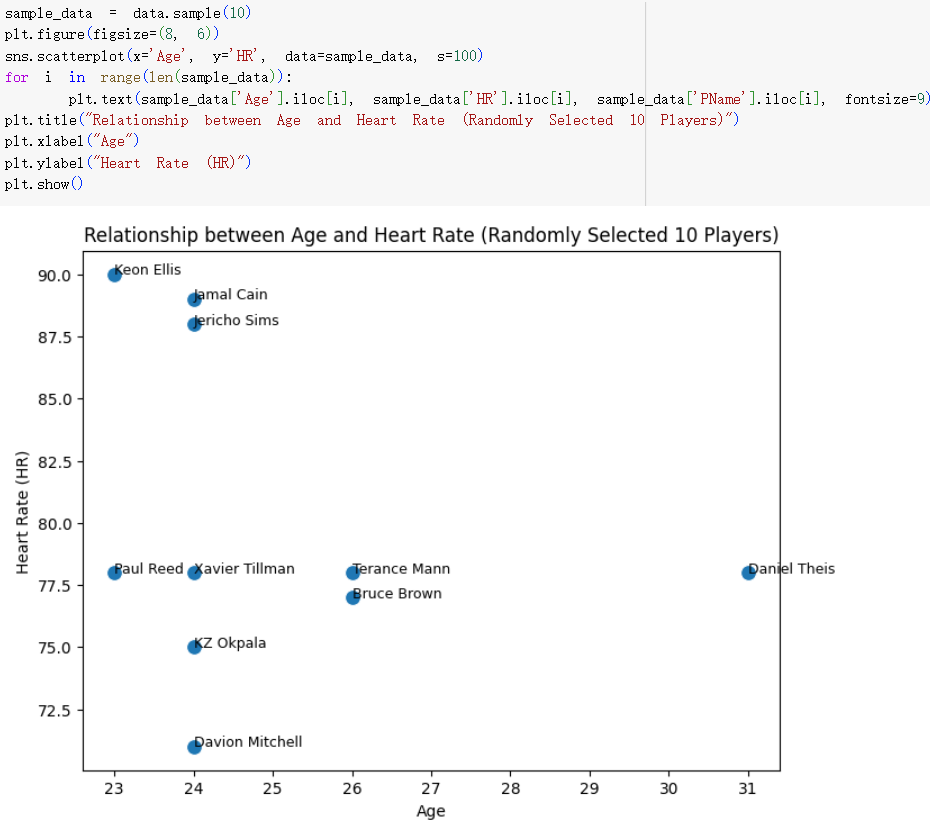 sample_data = data.sample(10)
plt.figure(figsize=(8, 6))
sns.scatterplot(x='Age', y='HR', data=sample_data, s=100)
for i in range(len(sample_data)):
plt.text(sample_data['Age'].iloc[i], sample_data['HR'].iloc[i], sample_data['PName'].iloc[i], fontsize=9)
plt.title("Relationship between Age and Heart Rate (Randomly Selected 10 Players)")
plt.xlabel("Age")
plt.ylabel("Heart Rate (HR)")
plt.show()
Relationship between Age and Heart Rate (Randomly Selected 10 Players)
90.0
Keon Ellis
Jamal Cain
Jericho Sims
87.5
85.0
82.5
80.0
Heart Rate (HR)
77.5
Paul Reed
Xavier Tillman
Terance Mann
Daniel Theis
Bruce Brown
75.0
KZ Okpala
72.5
Davion Mitchell
23 24 25 26 27 28 29 30 31
Age